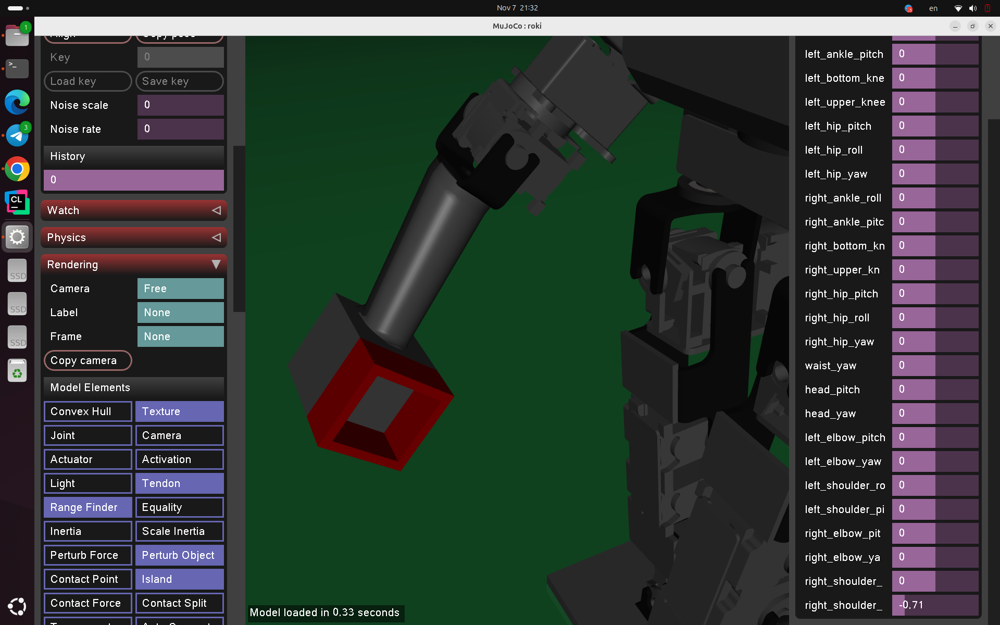 Nov 7 21:32
en
MuJoCo : roki
1
3
CL
SSD
SSD
SSD
Key 0
Load key Save key
Noise scale 0
Noise rate 0
History
0
Watch
Physics
Rendering
Camera Free
Label None
Frame None
Copy camera
Model Elements
Convex Hull Texture
Joint Camera
Actuator Activation
Light Tendon
Range Finder Equality
Inertia Scale Inertia
Perturb Force Perturb Object
Contact Point Island
Contact Force Contact Split
Model loaded in 0.33 seconds
left_ankle_pitch 0
left_bottom_kne 0
left_upper_knee 0
left_hip_pitch 0
left_hip_roll 0
left_hip_yaw 0
right_ankle_roll 0
right_ankle_pitc 0
right_bottom_kn 0
right_upper_kn 0
right_hip_pitch 0
right_hip_roll 0
right_hip_yaw 0
waist_yaw 0
head_pitch 0
head_yaw 0
left_elbow_pitch 0
left_elbow_yaw 0
left_shoulder_ro 0
left_shoulder_pi 0
right_elbow_pit 0
right_elbow_ya 0
right_shoulder_ 0
right_shoulder_ -0.71